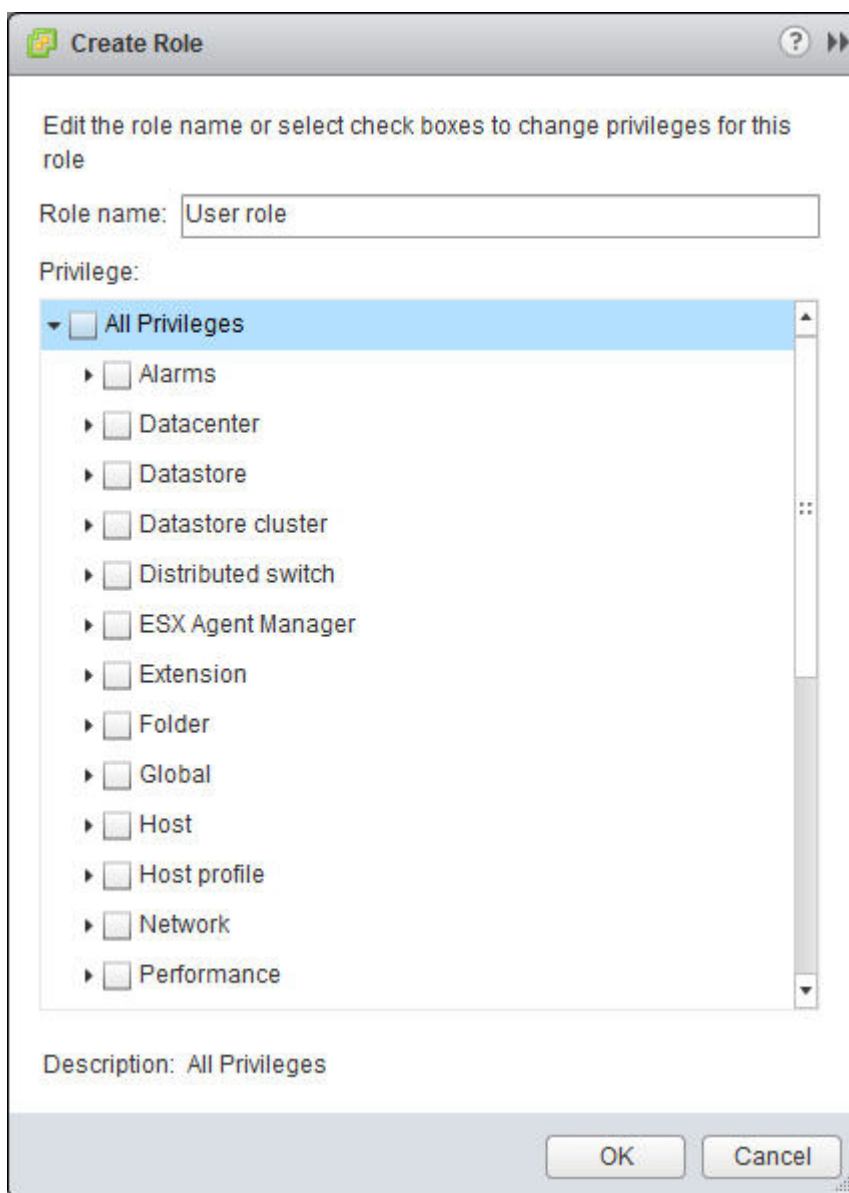 Create Role
?
Edit the role name or select check boxes to change privileges for this
role
Role name: User role
Privilege:
All Privileges
Alarms
Datacenter
Datastore
Datastore cluster
Distributed switch
ESX Agent Manager
Extension
Folder
Global
Host
Host profile
Network
Performance
Description: All Privileges
OK Cancel